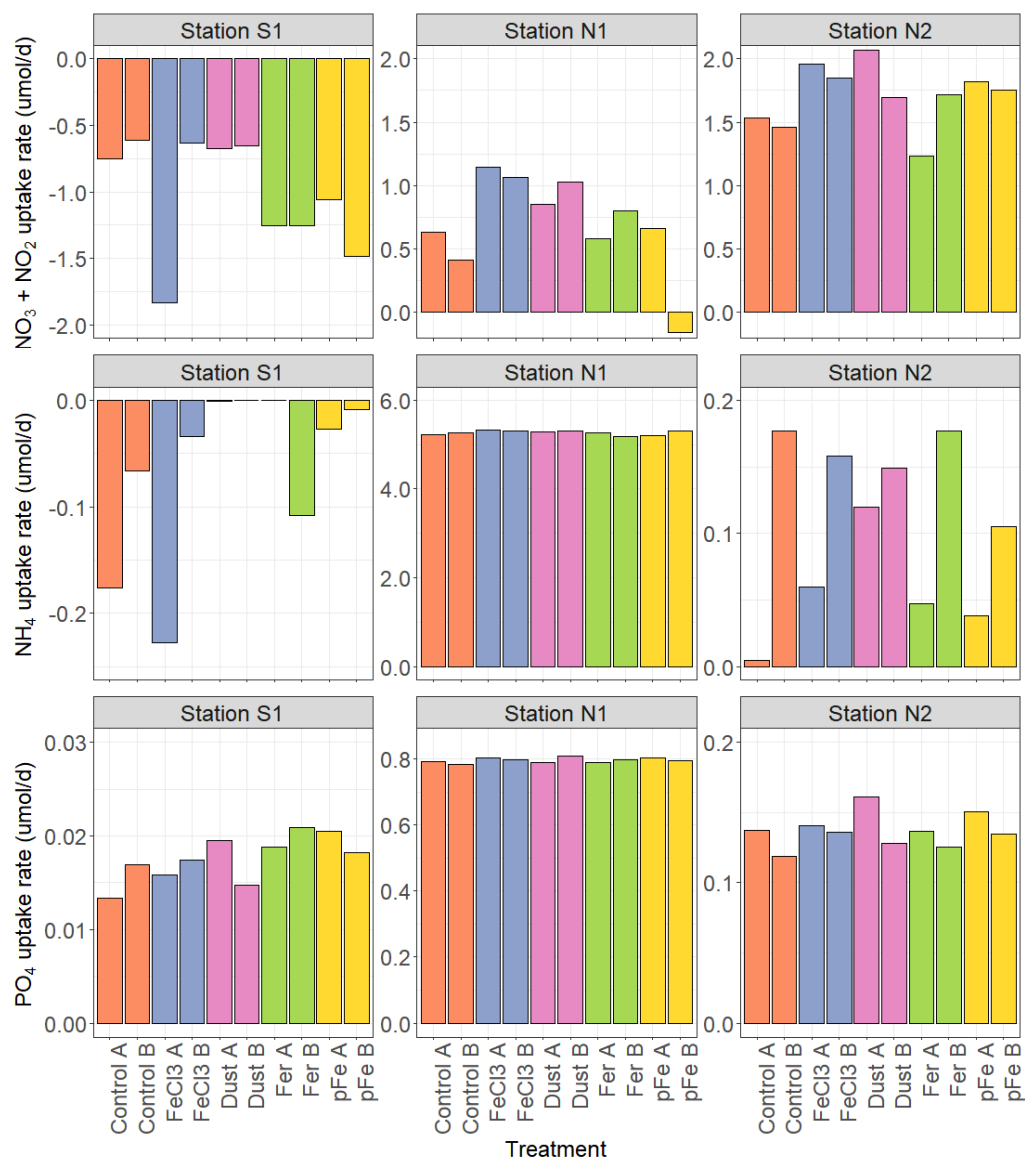 Station S1 Station N1 Station N2
NO3 + NO2 uptake rate (umol/d)
0.0 2.0 2.0
-0.5 1.5 1.5
-1.0 1.0 1.0
-1.5 0.5 0.5
-2.0 0.0 0.0
Station S1 Station N1 Station N2
NH4 uptake rate (umol/d)
0.0 6.0 0.2
-0.1 4.0 0.1
-0.2 2.0 0.0
0.0
Station S1 Station N1 Station N2
PO4 uptake rate (umol/d)
0.03 0.8 0.2
0.02 0.6 0.1
0.01 0.4 0.0
0.00 0.2
0.0
Control A Control B FeCl3 A FeCl3 B Dust A Dust B Fer A Fer B pFe A pFe B
Control A Control B FeCl3 A FeCl3 B Dust A Dust B Fer A Fer B pFe A pFe B
Control A Control B FeCl3 A FeCl3 B Dust A Dust B Fer A Fer B pFe A pFe B
Treatment